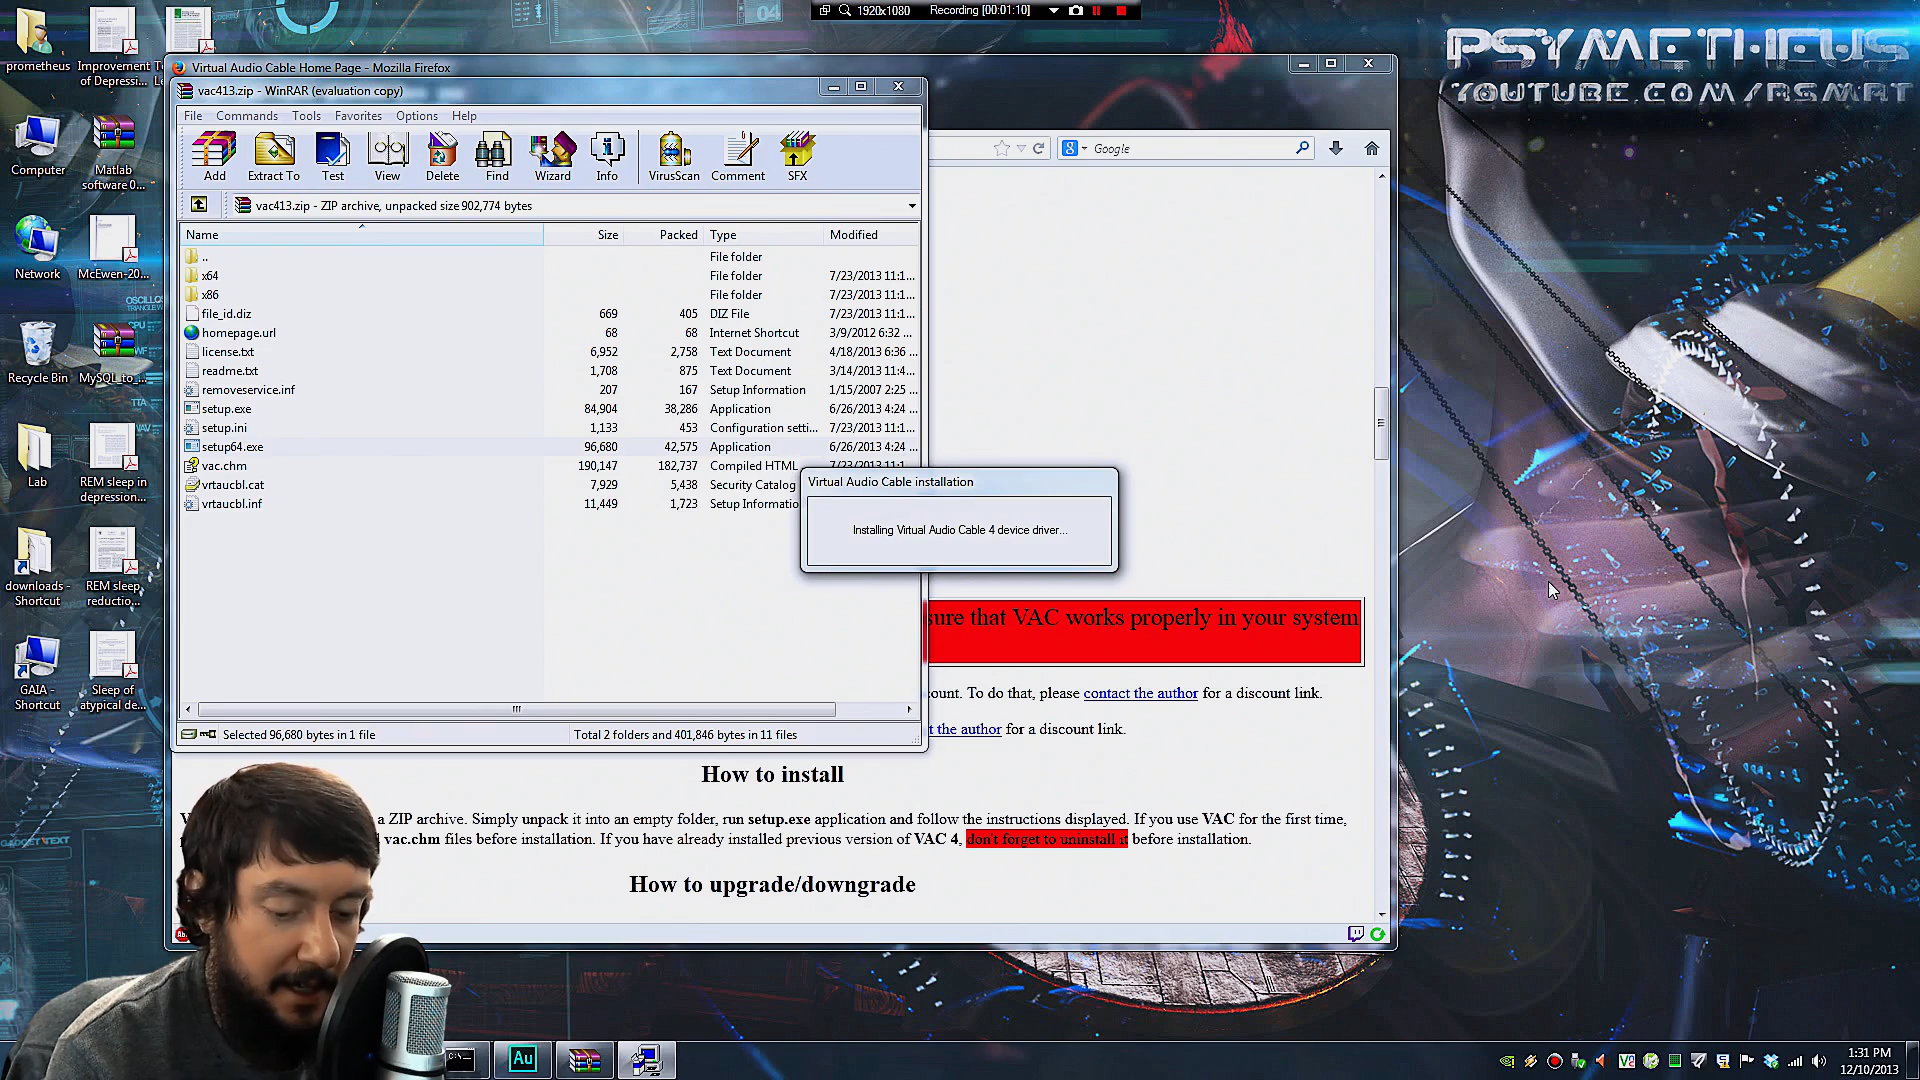 1920x1080 Recording [00:01:10]
PSYMETHEUS
YOUTUBE.COM/RSMRT
prometheus
Improvement of Depressi...
Computer
Matlab software 0...
Network
McEwen-20...
Recycle Bin
MySQL_to_...
Lab
REM sleep in depression...
downloads - Shortcut
REM sleep reductio...
GAIA - Shortcut
Sleep of atypical de...
Virtual Audio Cable Home Page - Mozilla Firefox
Google
vac413.zip - WinRAR (evaluation copy)
File Commands Tools Favorites Options Help
Add Extract To Test View Delete Find Wizard Info VirusScan Comment SFX
vac413.zip - ZIP archive, unpacked size 902,774 bytes
Name Size Packed Type Modified
.. File folder
x64 File folder 7/23/2013 11:1...
x86 File folder 7/23/2013 11:1...
file_id.diz 669 405 DIZ File 7/23/2013 11:1...
homepage.url 68 68 Internet Shortcut 3/9/2012 6:32 ...
license.txt 6,952 2,758 Text Document 4/18/2013 6:36 ...
readme.txt 1,708 875 Text Document 3/14/2013 4:4...
removeservice.inf 207 167 Setup Information 1/15/2007 2:25 ...
setup.exe 84,904 38,286 Application 6/26/2013 4:24 ...
setup.ini 1,133 453 Configuration setti... 7/23/2013 11:1...
setup64.exe 96,680 42,575 Application 6/26/2013 4:24 ...
vac.chm 190,147 182,737 Compiled HTML 7/23/2013 11:1...
vrtaucbl.cat 7,929 5,438 Security Catalog
vrtaucbl.inf 11,449 1,723 Setup Informatio
Virtual Audio Cable installation
Installing Virtual Audio Cable 4 device driver...
sure that VAC works properly in your system
count. To do that, please contact the author for a discount link.
t the author for a discount link.
Selected 96,680 bytes in 1 file Total 2 folders and 401,846 bytes in 11 files
How to install
a ZIP archive. Simply unpack it into an empty folder, run setup.exe application and follow the instructions displayed. If you use VAC for the first time,
vac.chm files before installation. If you have already installed previous version of VAC 4, don't forget to uninstall it before installation.
How to upgrade/downgrade
C:\
Au
1:31 PM
12/10/2013